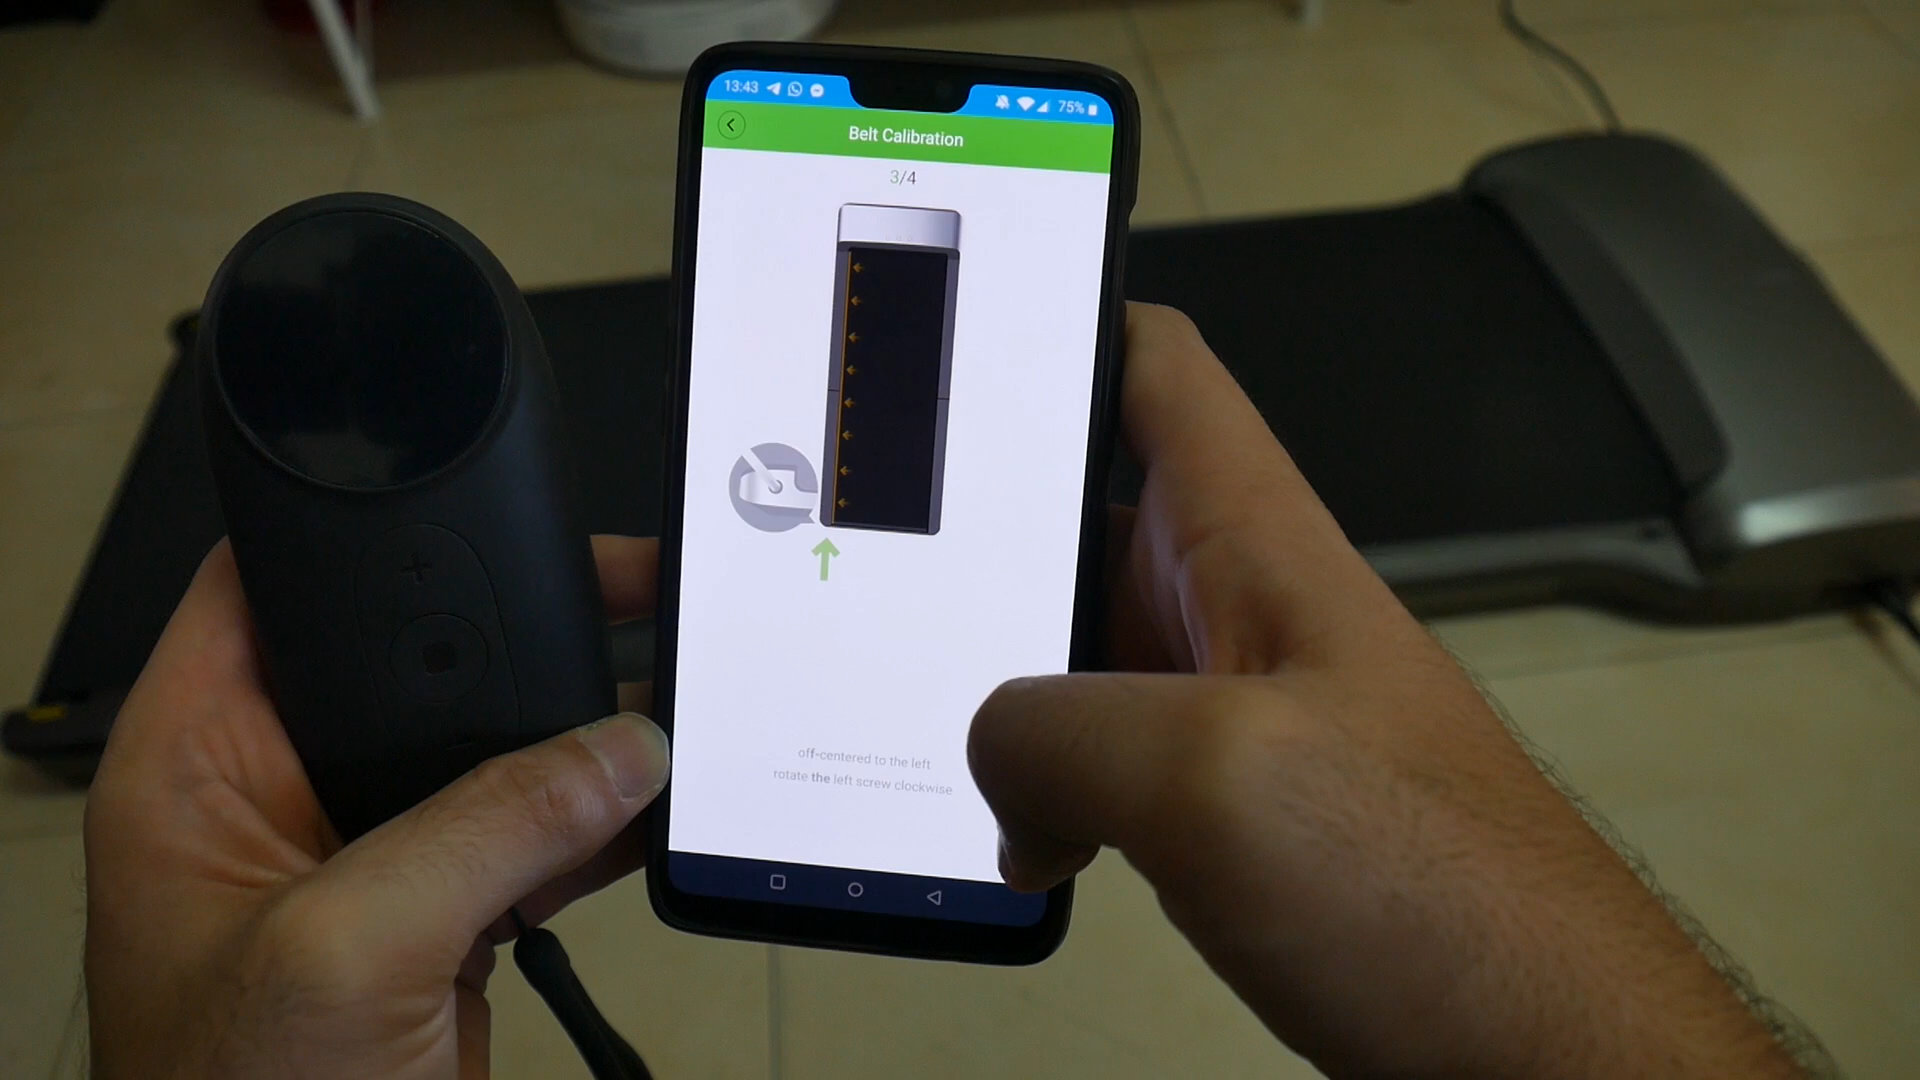 13:43
75%
Belt Calibration
3/4
off-centered to the left
rotate the left screw clockwise